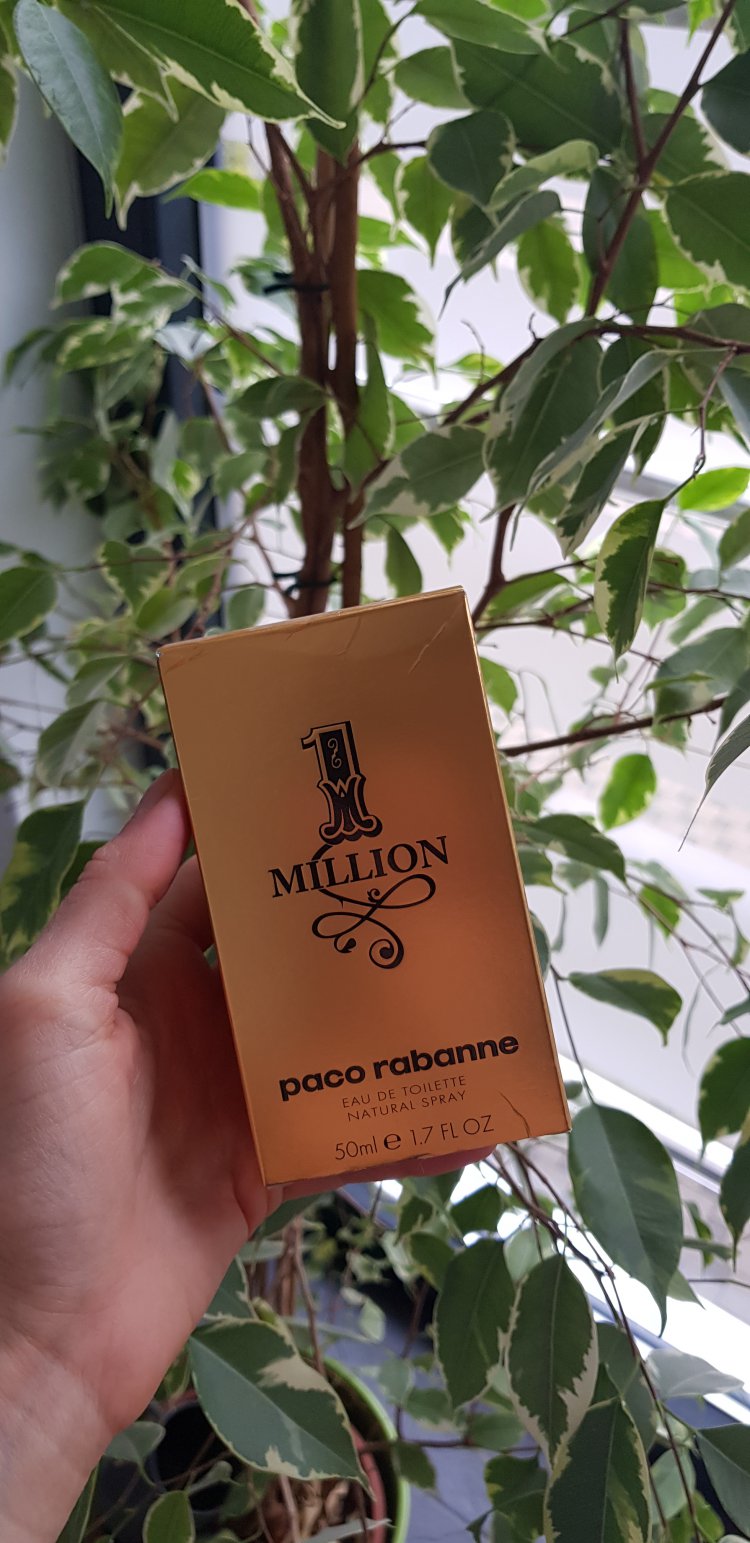 1
MILLION
paco rabanne
EAU DE TOILETTE
NATURAL SPRAY
50ml e 1.7 FL OZ